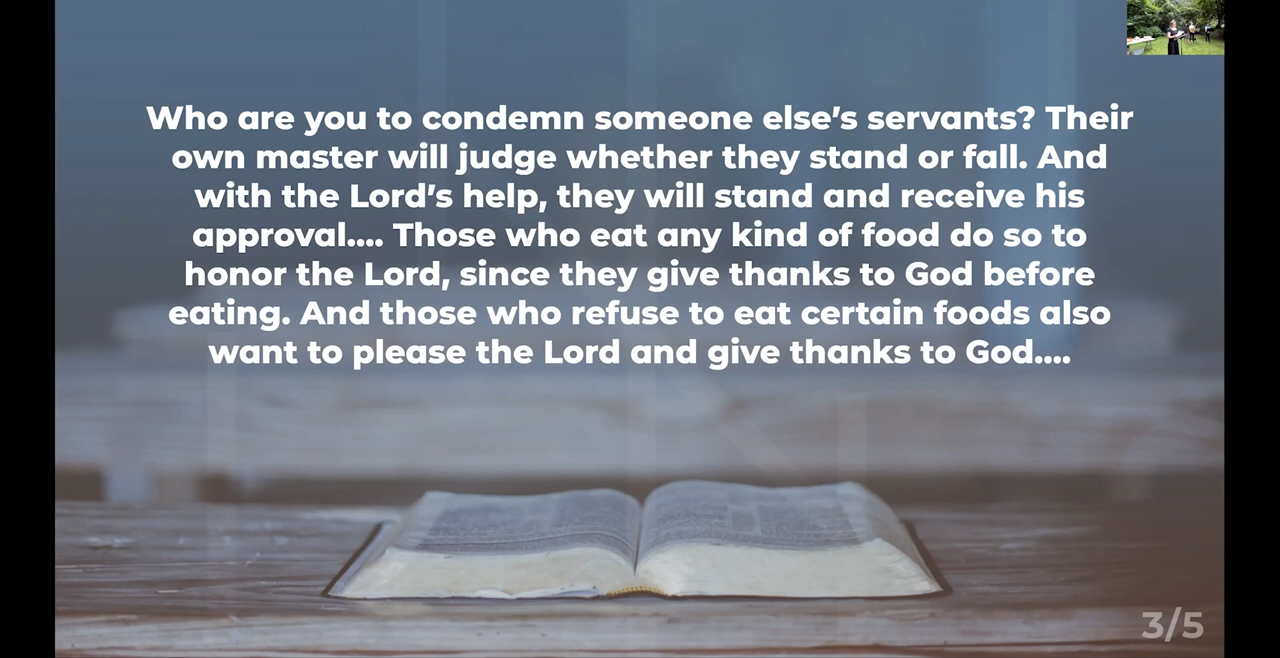 Who are you to condemn someone else’s servants? Their
own master will judge whether they stand or fall. And
with the Lord’s help, they will stand and receive his
approval.... Those who eat any kind of food do so to
honor the Lord, since they give thanks to God before
eating. And those who refuse to eat certain foods also
want to please the Lord and give thanks to God....
3/5